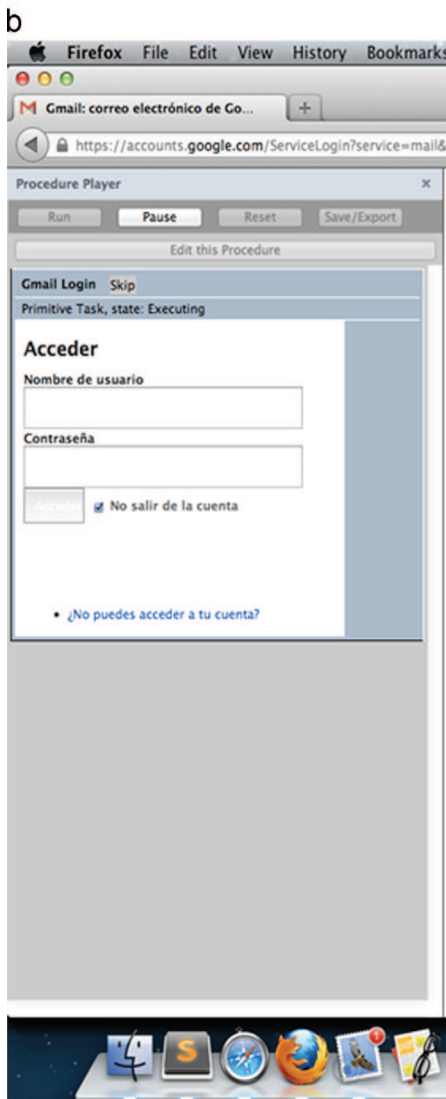 b
Firefox File Edit View History Bookmarks
Gmail: correo electrónico de Go... +
https://accounts.google.com/ServiceLogin?service=mail&
Procedure Player x
Run Pause Reset Save/Export
Edit this Procedure
Gmail Login Skip
Primitive Task, state: Executing
Acceder
Nombre de usuario
Contraseña
Acceder No salir de la cuenta
• ¿No puedes acceder a tu cuenta?
S 1